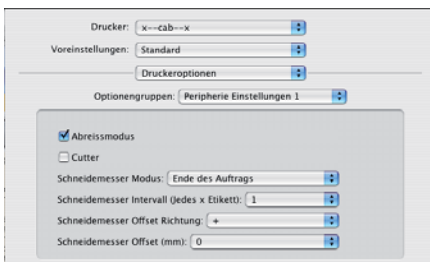 Drucker: x--cab--x
Voreinstellungen: Standard
Druckeroptionen
Optionengruppen: Peripherie Einstellungen 1
Abreissmodus
Cutter
Schneidemesser Modus: Ende des Auftrags
Schneidemesser Intervall (Jedes x Etikett): 1
Schneidemesser Offset Richtung: +
Schneidemesser Offset (mm): 0